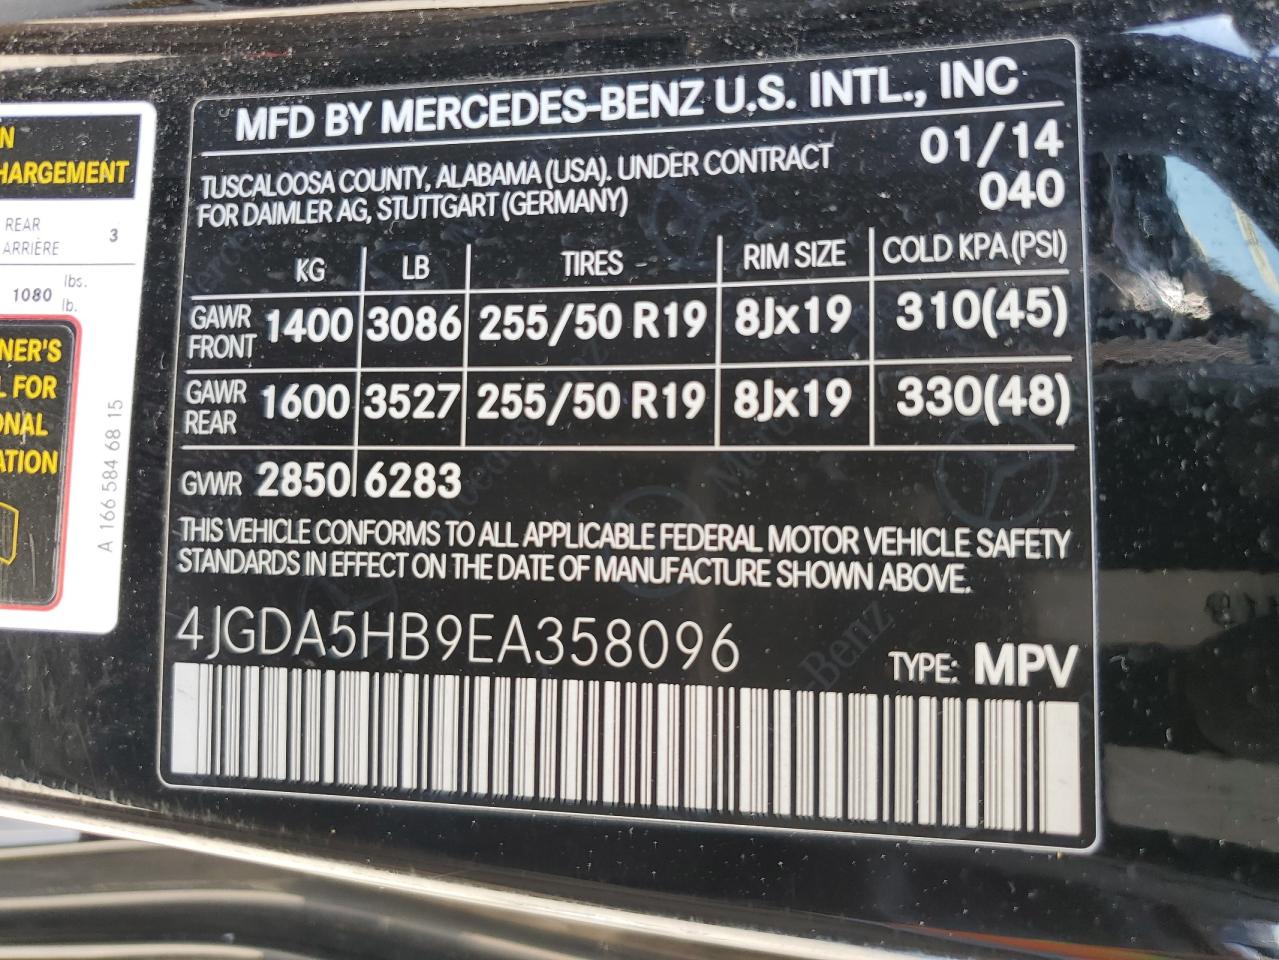 N
HARGEMENT
REAR
ARRIÈRE 3
lbs.
1080 lb.
NER'S
L FOR
ONAL
ATION
A 166 584 68 15
MFD BY MERCEDES-BENZ U.S. INTL., INC
TUSCALOOSA COUNTY, ALABAMA (USA). UNDER CONTRACT 01/14
FOR DAIMLER AG, STUTTGART (GERMANY) 040
KG LB TIRES RIM SIZE COLD KPA (PSI)
GAWR FRONT 1400 3086 255/50 R19 8Jx19 310(45)
GAWR REAR 1600 3527 255/50 R19 8Jx19 330(48)
GVWR 2850 6283
THIS VEHICLE CONFORMS TO ALL APPLICABLE FEDERAL MOTOR VEHICLE SAFETY
STANDARDS IN EFFECT ON THE DATE OF MANUFACTURE SHOWN ABOVE.
4JGDA5HB9EA358096
TYPE: MPV